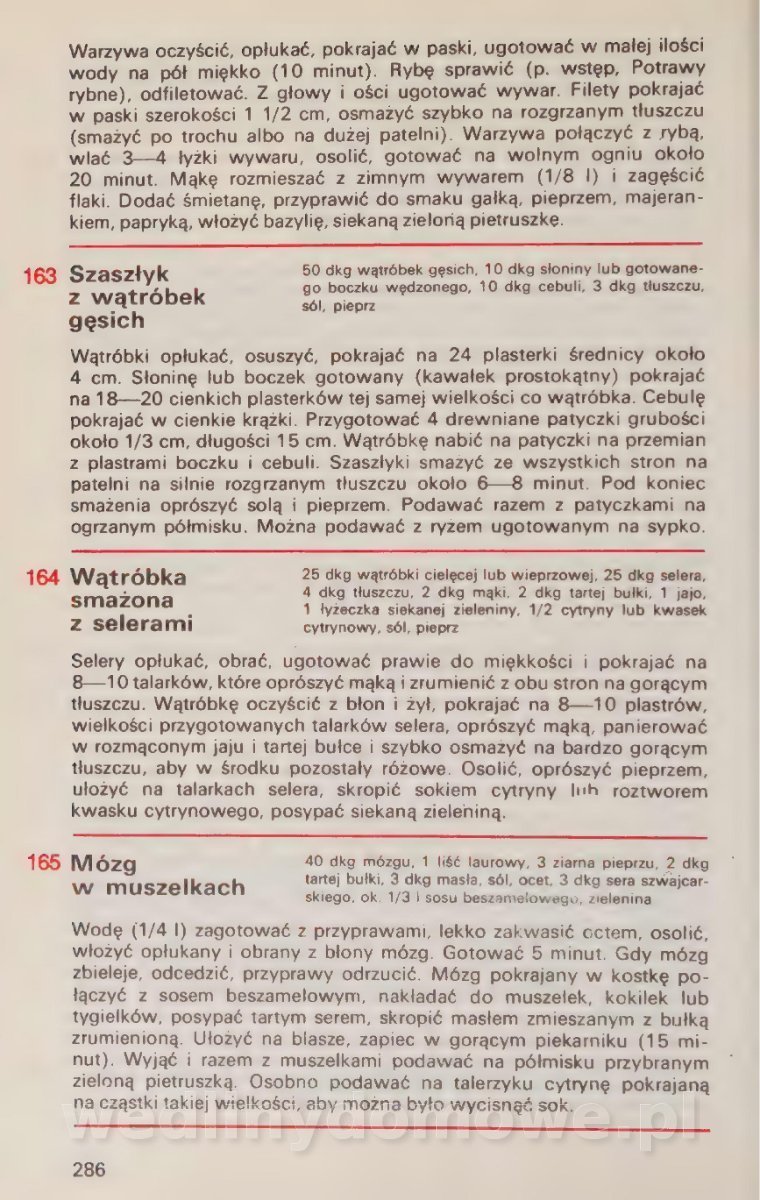 Warzywa oczyścić, opłukać, pokrajać w paski, ugotować w małej ilości
wody na pół miękko (10 minut). Rybę sprawić (p. wstęp, Potrawy
rybne), odfiletować. Z głowy i ości ugotować wywar. Filety pokrajać
w paski szerokości 1 1/2 cm, osmażyć szybko na rozgrzanym tłuszczu
(smażyć po trochu albo na dużej patelni). Warzywa połączyć z rybą,
wlać 3—4 łyżki wywaru, osolić, gotować na wolnym ogniu około
20 minut. Mąkę rozmieszać z zimnym wywarem (1/8 l) i zagęścić
flaki. Dodać śmietanę, przyprawić do smaku gałką, pieprzem, majeran-
kiem, papryką, włożyć bazylię, siekaną zieloną pietruszkę.
163 Szaszłyk
z wątróbek
gęsich
50 dkg wątróbek gęsich, 10 dkg słoniny lub gotowane-
go boczku wędzonego, 10 dkg cebuli, 3 dkg tłuszczu,
sól, pieprz
Wątróbki opłukać, osuszyć, pokrajać na 24 plasterki średnicy około
4 cm. Słoninę lub boczek gotowany (kawałek prostokątny) pokrajać
na 18—20 cienkich plasterków tej samej wielkości co wątróbka. Cebulę
pokrajać w cienkie krążki. Przygotować 4 drewniane patyczki grubości
około 1/3 cm, długości 15 cm. Wątróbkę nabić na patyczki na przemian
z plastrami boczku i cebuli. Szaszłyki smażyć ze wszystkich stron na
patelni na silnie rozgrzanym tłuszczu około 6—8 minut. Pod koniec
smażenia oprószyć solą i pieprzem. Podawać razem z patyczkami na
ogrzanym półmisku. Można podawać z ryżem ugotowanym na sypko.
164 Wątróbka
smażona
z selerami
25 dkg wątróbki cielęcej lub wieprzowej, 25 dkg selera,
4 dkg tłuszczu, 2 dkg mąki, 2 dkg tartej bułki, 1 jajo,
1 łyżeczka siekanej zieleniny, 1/2 cytryny lub kwasek
cytrynowy, sól, pieprz
Selery opłukać, obrać, ugotować prawie do miękkości i pokrajać na
8—10 talarków, które oprószyć mąką i zrumienić z obu stron na gorącym
tłuszczu. Wątróbkę oczyścić z błon i żył, pokrajać na 8—10 plastrów,
wielkości przygotowanych talarków selera, oprószyć mąką, panierować
w rozmąconym jaju i tartej bułce i szybko osmażyć na bardzo gorącym
tłuszczu, aby w środku pozostały różowe. Osolić, oprószyć pieprzem,
ułożyć na talarkach selera, skropić sokiem cytryny lub roztworem
kwasku cytrynowego, posypać siekaną zieleniną.
165 Mózg
w muszelkach
40 dkg mózgu, 1 liść laurowy, 3 ziarna pieprzu, 2 dkg
tartej bułki, 3 dkg masła, sól, ocet, 3 dkg sera szwajcar-
skiego, ok. 1/3 l sosu beszamelowego, zielenina
Wodę (1/4 l) zagotować z przyprawami, lekko zakwasić octem, osolić,
włożyć opłukany i obrany z błony mózg. Gotować 5 minut. Gdy mózg
zbieleje, odcedzić, przyprawy odrzucić. Mózg pokrajany w kostkę po-
łączyć z sosem beszamelowym, nakładać do muszelek, kokilek lub
tygielków, posypać tartym serem, skropić masłem zmieszanym z bułką
zrumienioną. Ułożyć na blasze, zapiec w gorącym piekarniku (15 mi-
nut). Wyjąć i razem z muszelkami podawać na półmisku przybranym
zieloną pietruszką. Osobno podawać na talerzyku cytrynę pokrajaną
na cząstki takiej wielkości, aby można było wycisnąć sok.
wedlinydomowe.pl
286